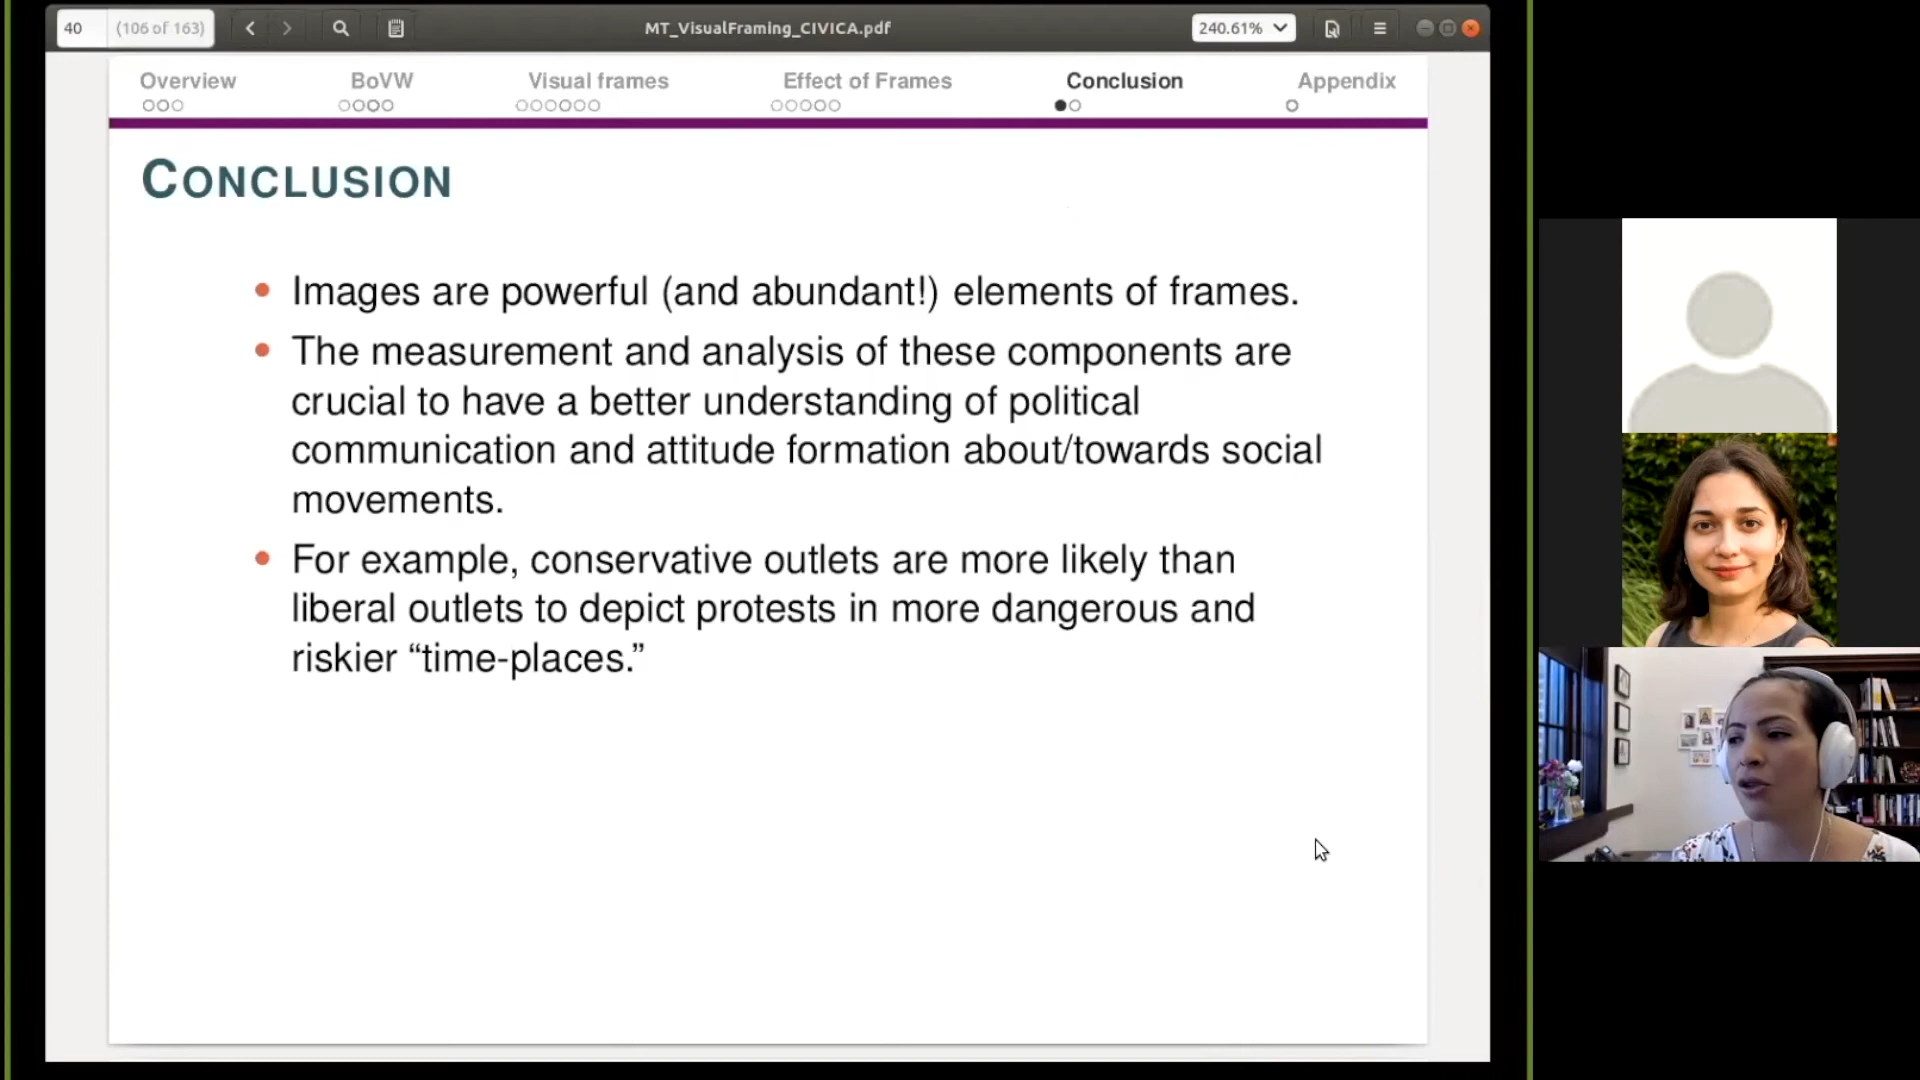 40 (106 of 163) MT_VisualFraming_CIVICA.pdf 240.61%
Overview BoVW Visual frames Effect of Frames Conclusion Appendix
CONCLUSION
• Images are powerful (and abundant!) elements of frames.
• The measurement and analysis of these components are
crucial to have a better understanding of political
communication and attitude formation about/towards social
movements.
• For example, conservative outlets are more likely than
liberal outlets to depict protests in more dangerous and
riskier “time-places.”